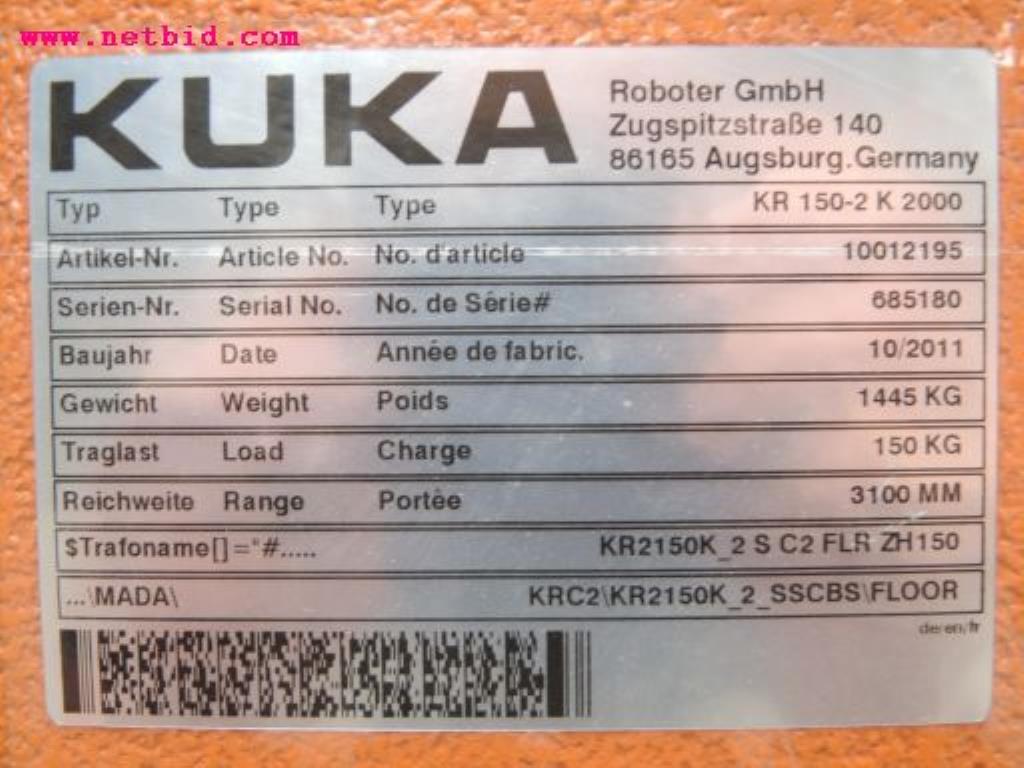 www.netbid.com
KUKA
Roboter GmbH
Zugspitzstraße 140
86165 Augsburg.Germany
Typ Type Type KR 150-2 K 2000
Artikel-Nr. Article No. No. d'article 10012195
Serien-Nr. Serial No. No. de Série# 685180
Baujahr Date Année de fabric. 10/2011
Gewicht Weight Poids 1445 KG
Traglast Load Charge 150 KG
Reichweite Range Portèe 3100 MM
$Trafoname[]="#..... KR2150K_2 S C2 FLR ZH150
...\MADA\ KRC2\KR2150K_2_SSCBS\FLOOR
de/en/fr